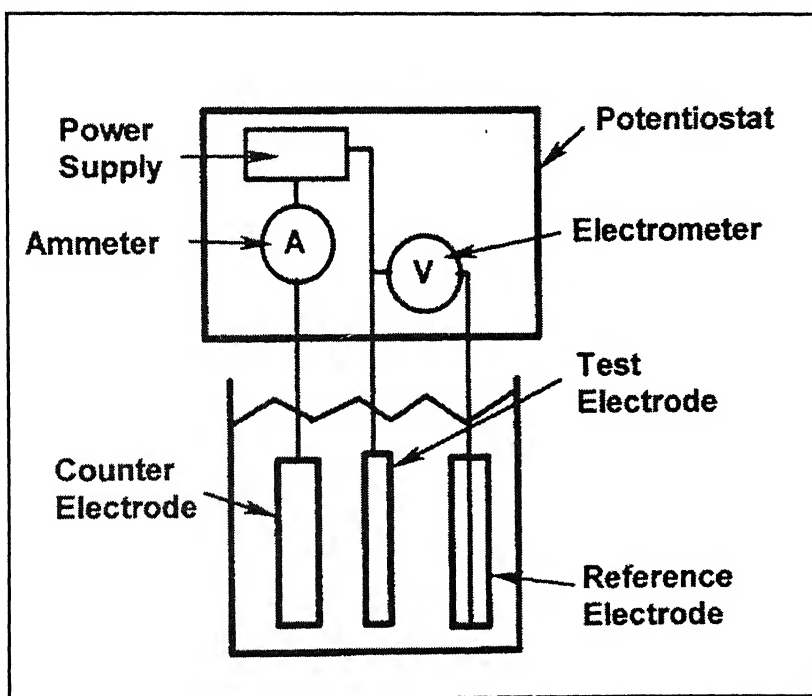 Power
Supply
Potentiostat
Ammeter
A
Electrometer
V
Test
Electrode
Counter
Electrode
Reference
Electrode